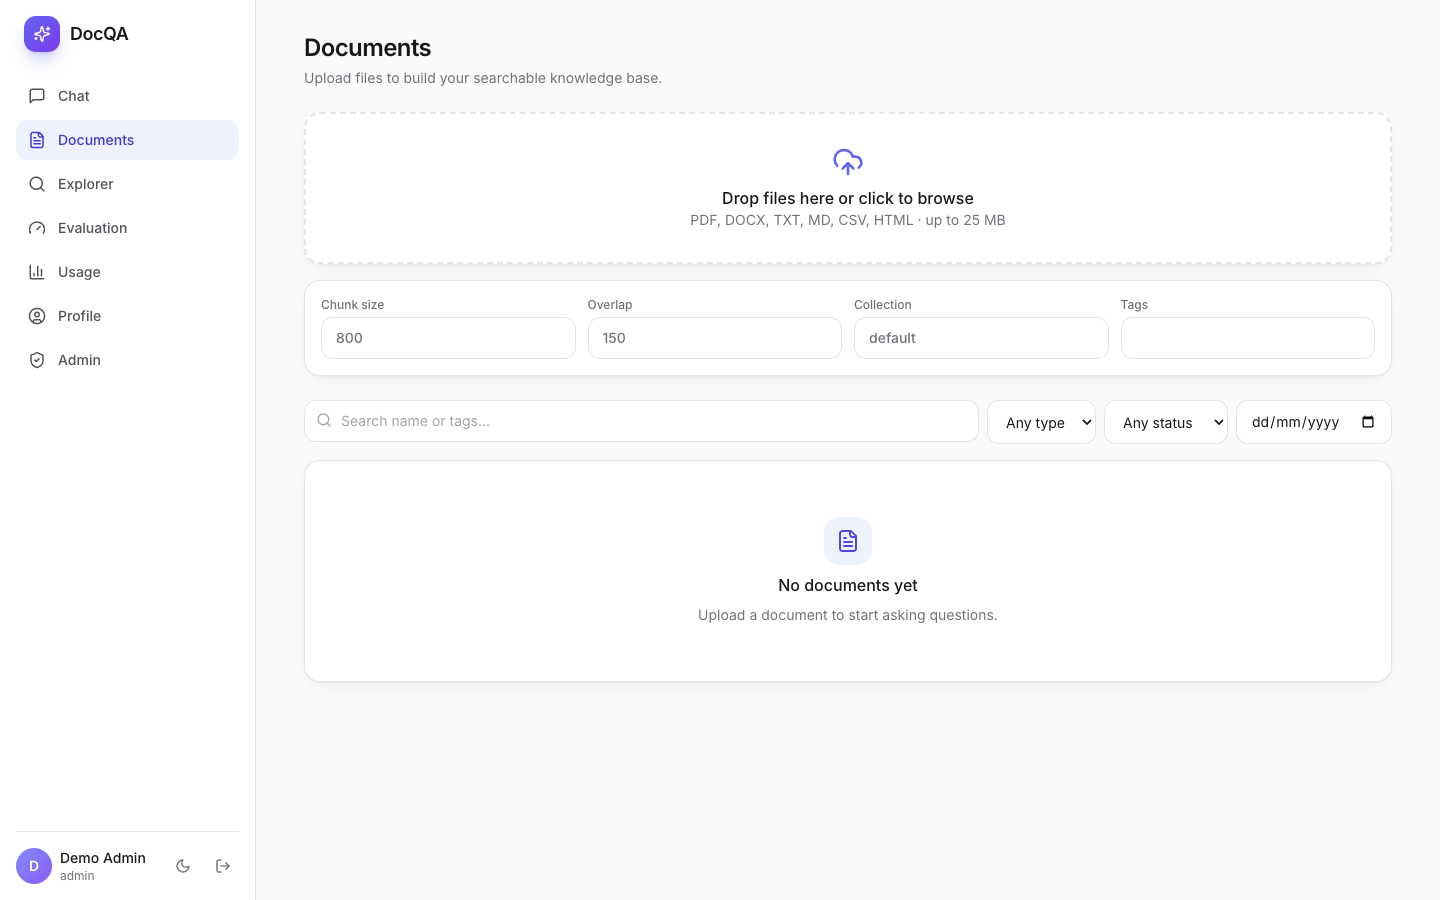 DocQA
Chat
Documents
Explorer
Evaluation
Usage
Profile
Admin
D
Demo Admin
admin
Documents
Upload files to build your searchable knowledge base.
Drop files here or click to browse
PDF, DOCX, TXT, MD, CSV, HTML · up to 25 MB
Chunk size
800
Overlap
150
Collection
default
Tags
Search name or tags...
Any type
Any status
dd/mm/yyyy
No documents yet
Upload a document to start asking questions.